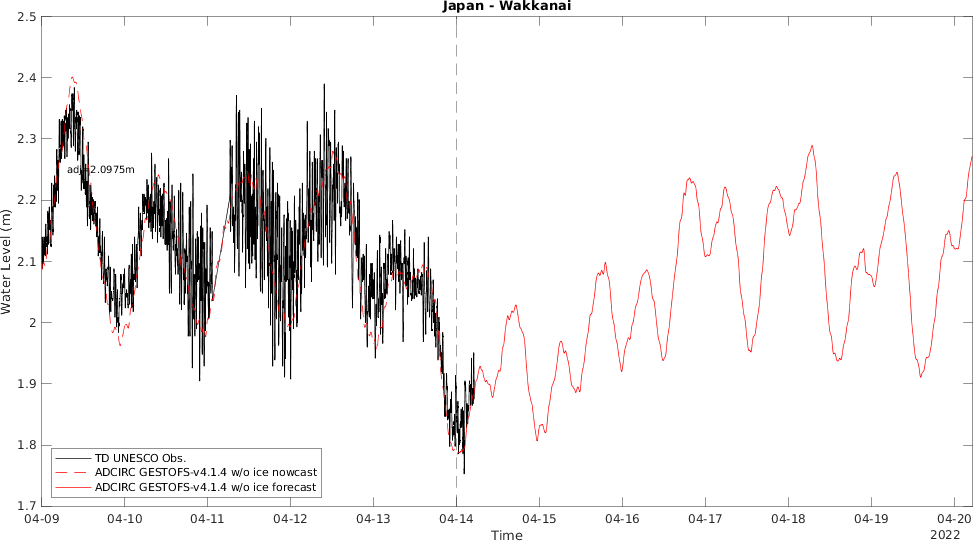 Japan - Wakkanai
2.5
2.4
2.3
2.2
2.1
2
1.9
1.8
1.7
Water Level (m)
adj=2.0975m
TD UNESCO Obs.
ADCIRC GESTOFS-v4.1.4 w/o ice nowcast
ADCIRC GESTOFS-v4.1.4 w/o ice forecast
04-09 04-10 04-11 04-12 04-13 04-14 04-15 04-16 04-17 04-18 04-19 04-20
Time
2022